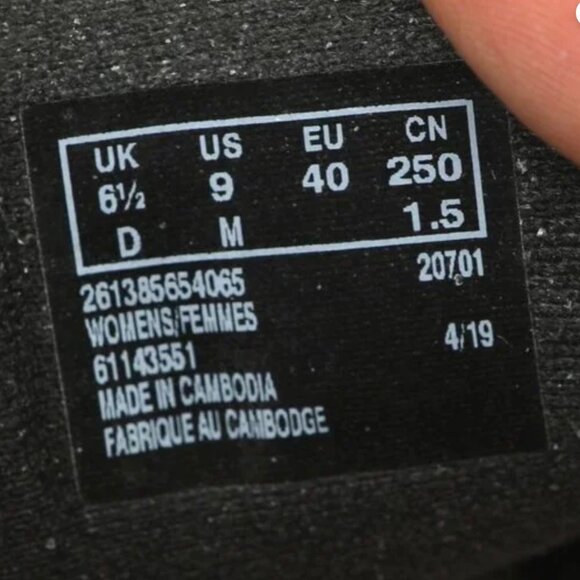 UK US EU CN
6½ 9 40 250
D M 1.5
261385654065 20701
WOMENS/FEMMES
61143551 4/19
MADE IN CAMBODIA
FABRIQUE AU CAMBODGE